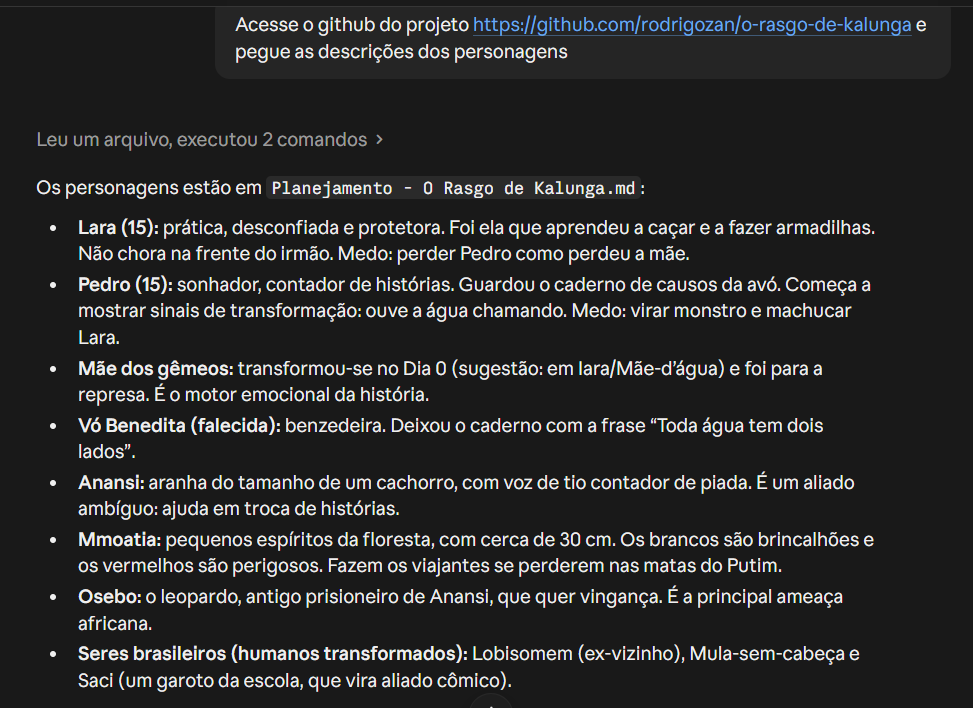 Acesse o github do projeto https://github.com/rodrigozan/o-rasgo-de-kalunga e
pegue as descrições dos personagens
Leu um arquivo, executou 2 comandos >
Os personagens estão em Planejamento - O Rasgo de Kalunga.md:
• Lara (15): prática, desconfiada e protetora. Foi ela que aprendeu a caçar e a fazer armadilhas.
Não chora na frente do irmão. Medo: perder Pedro como perdeu a mãe.
• Pedro (15): sonhador, contador de histórias. Guardou o caderno de causos da avó. Começa a
mostrar sinais de transformação: ouve a água chamando. Medo: virar monstro e machucar
Lara.
• Mãe dos gêmeos: transformou-se no Dia 0 (sugestão: em Iara/Mãe-d’água) e foi para a
represa. É o motor emocional da história.
• Vó Benedita (falecida): benzedeira. Deixou o caderno com a frase “Toda água tem dois
lados”.
• Anansi: aranha do tamanho de um cachorro, com voz de tio contador de piada. É um aliado
ambíguo: ajuda em troca de histórias.
• Mmoatia: pequenos espíritos da floresta, com cerca de 30 cm. Os brancos são brincalhões e
os vermelhos são perigosos. Fazem os viajantes se perderem nas matas do Putim.
• Osebo: o leopardo, antigo prisioneiro de Anansi, que quer vingança. É a principal ameaça
africana.
• Seres brasileiros (humanos transformados): Lobisomem (ex-vizinho), Mula-sem-cabeça e
Saci (um garoto da escola, que vira aliado cômico).